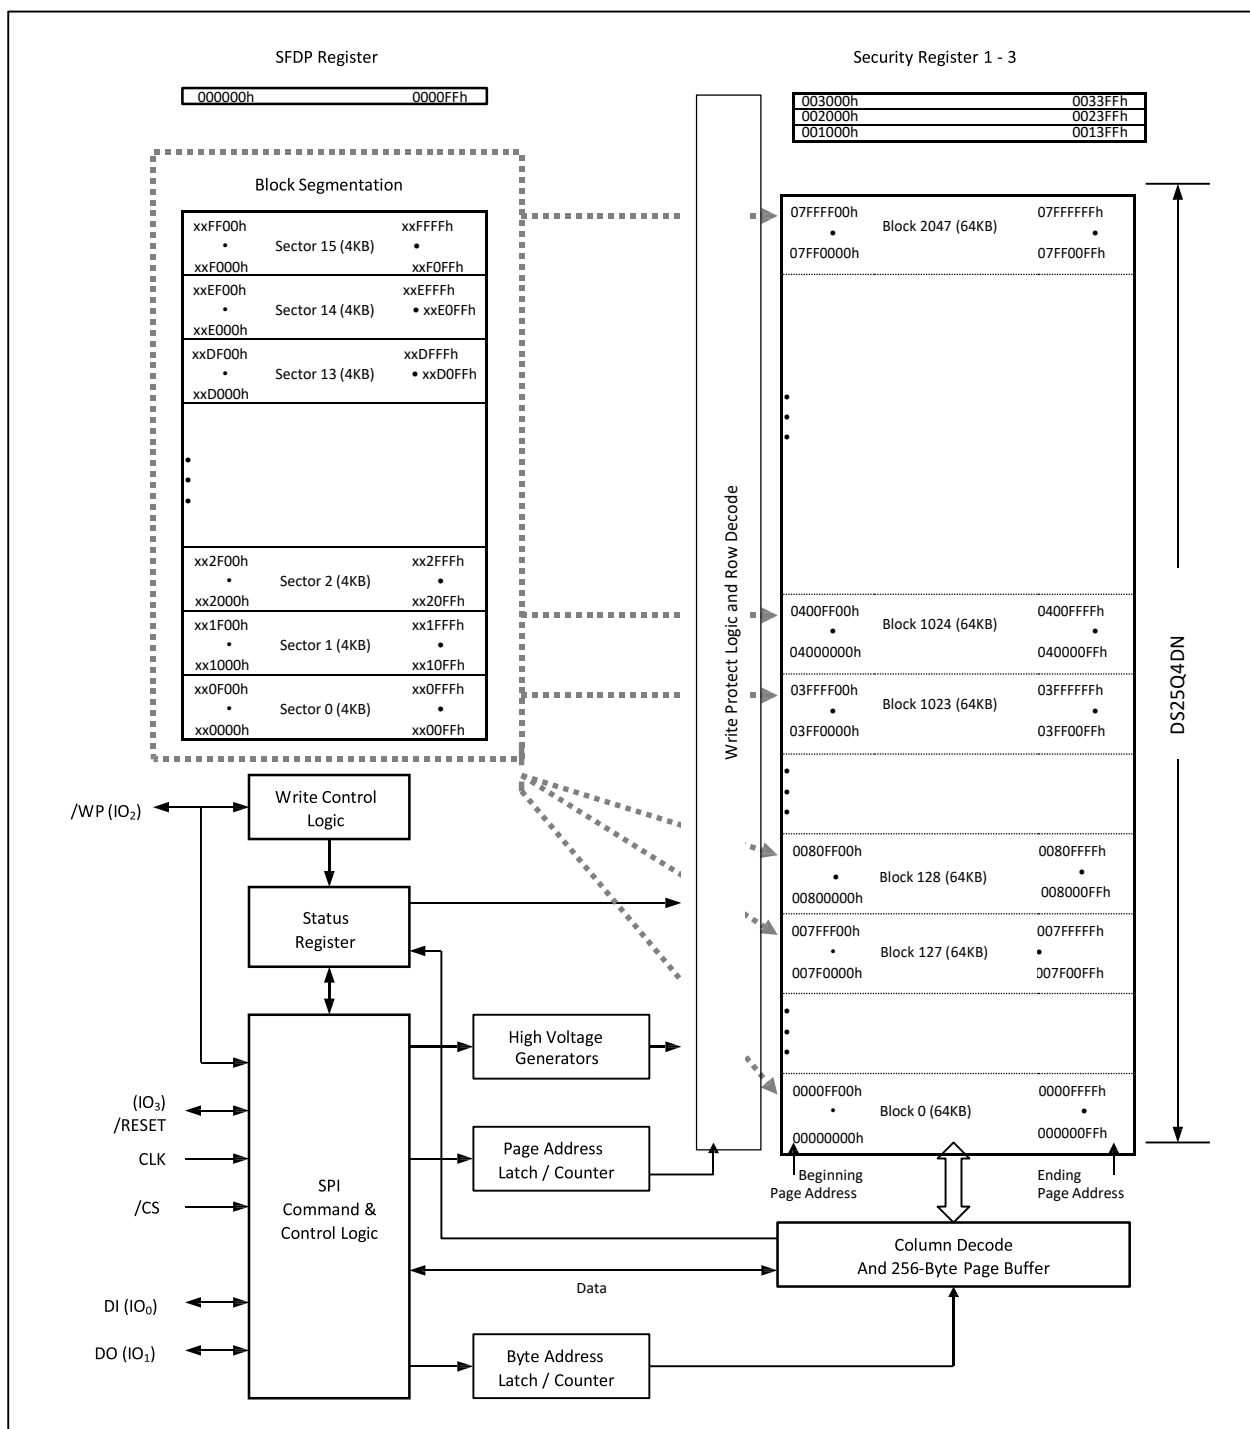 SFDP Register
000000h 0000FFh
Security Register 1 - 3
003000h 0033FFh
002000h 0023FFh
001000h 0013FFh
Block Segmentation
xxFF00h xxFFFFh
Sector 15 (4KB)
xxF000h xxF0FFh
xxEF00h xxEFFFh
Sector 14 (4KB) xxE0FFh
xxE000h
xxDF00h xxDFFFh
Sector 13 (4KB) xxD0FFh
xxD000h
xx2F00h xx2FFFh
Sector 2 (4KB)
xx2000h xx20FFh
xx1F00h xx1FFFh
Sector 1 (4KB)
xx1000h xx10FFh
xx0F00h xx0FFFh
Sector 0 (4KB)
xx0000h xx00FFh
Write Protect Logic and Row Decode
07FFFF00h 07FFFFFFh
Block 2047 (64KB)
07FF0000h 07FF00FFh
0400FF00h 0400FFFFh
Block 1024 (64KB)
04000000h 040000FFh
03FFFF00h 03FFFFFFh
Block 1023 (64KB)
03FF0000h 03FF00FFh
0080FF00h 0080FFFFh
Block 128 (64KB)
00800000h 008000FFh
007FFF00h 007FFFFFh
Block 127 (64KB)
007F0000h 007F00FFh
0000FF00h 0000FFFFh
Block 0 (64KB)
00000000h 000000FFh
Beginning
Page Address
Ending
Page Address
DS25Q4DN
/WP (IO2)
Write Control
Logic
Status
Register
High Voltage
Generators
(IO3)
/RESET
CLK
/CS
DI (IO0)
DO (IO1)
SPI
Command &
Control Logic
Page Address
Latch / Counter
Column Decode
And 256-Byte Page Buffer
Data
Byte Address
Latch / Counter